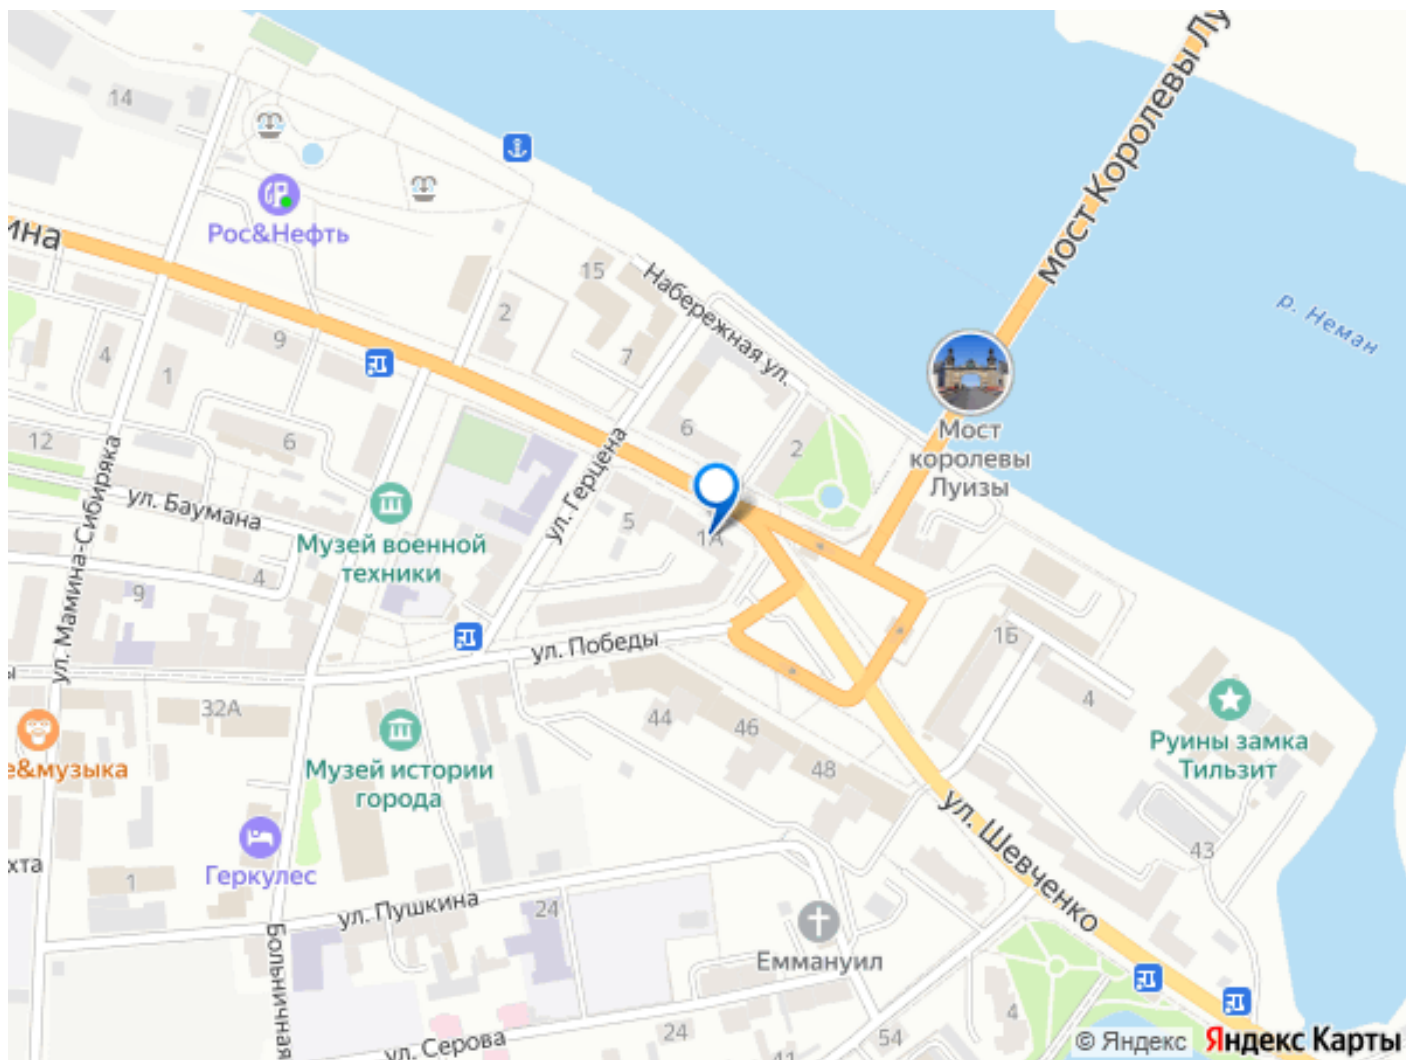 мост Королевы Лу
14
Рос&Нефть
ина
15
Набережная ул.
р. Неман
2
9
7
4
1
6
2
Мост
королевы
Луизы
12
6
ул. Мамина-Сибиряка
ул. Баумана
ул. Герцена
5
1А
Музей военной
техники
4
9
ул. Победы
1Б
ы
32А
44
46
4
Руины замка
Тильзит
е&музыка
Музей истории
города
48
ул. Шевченко
43
хта
Геркулес
1
ул. Пушкина
24
Больничная
Еммануил
4
ул. Серова
24
54
41
© Яндекс
Яндекс Карты